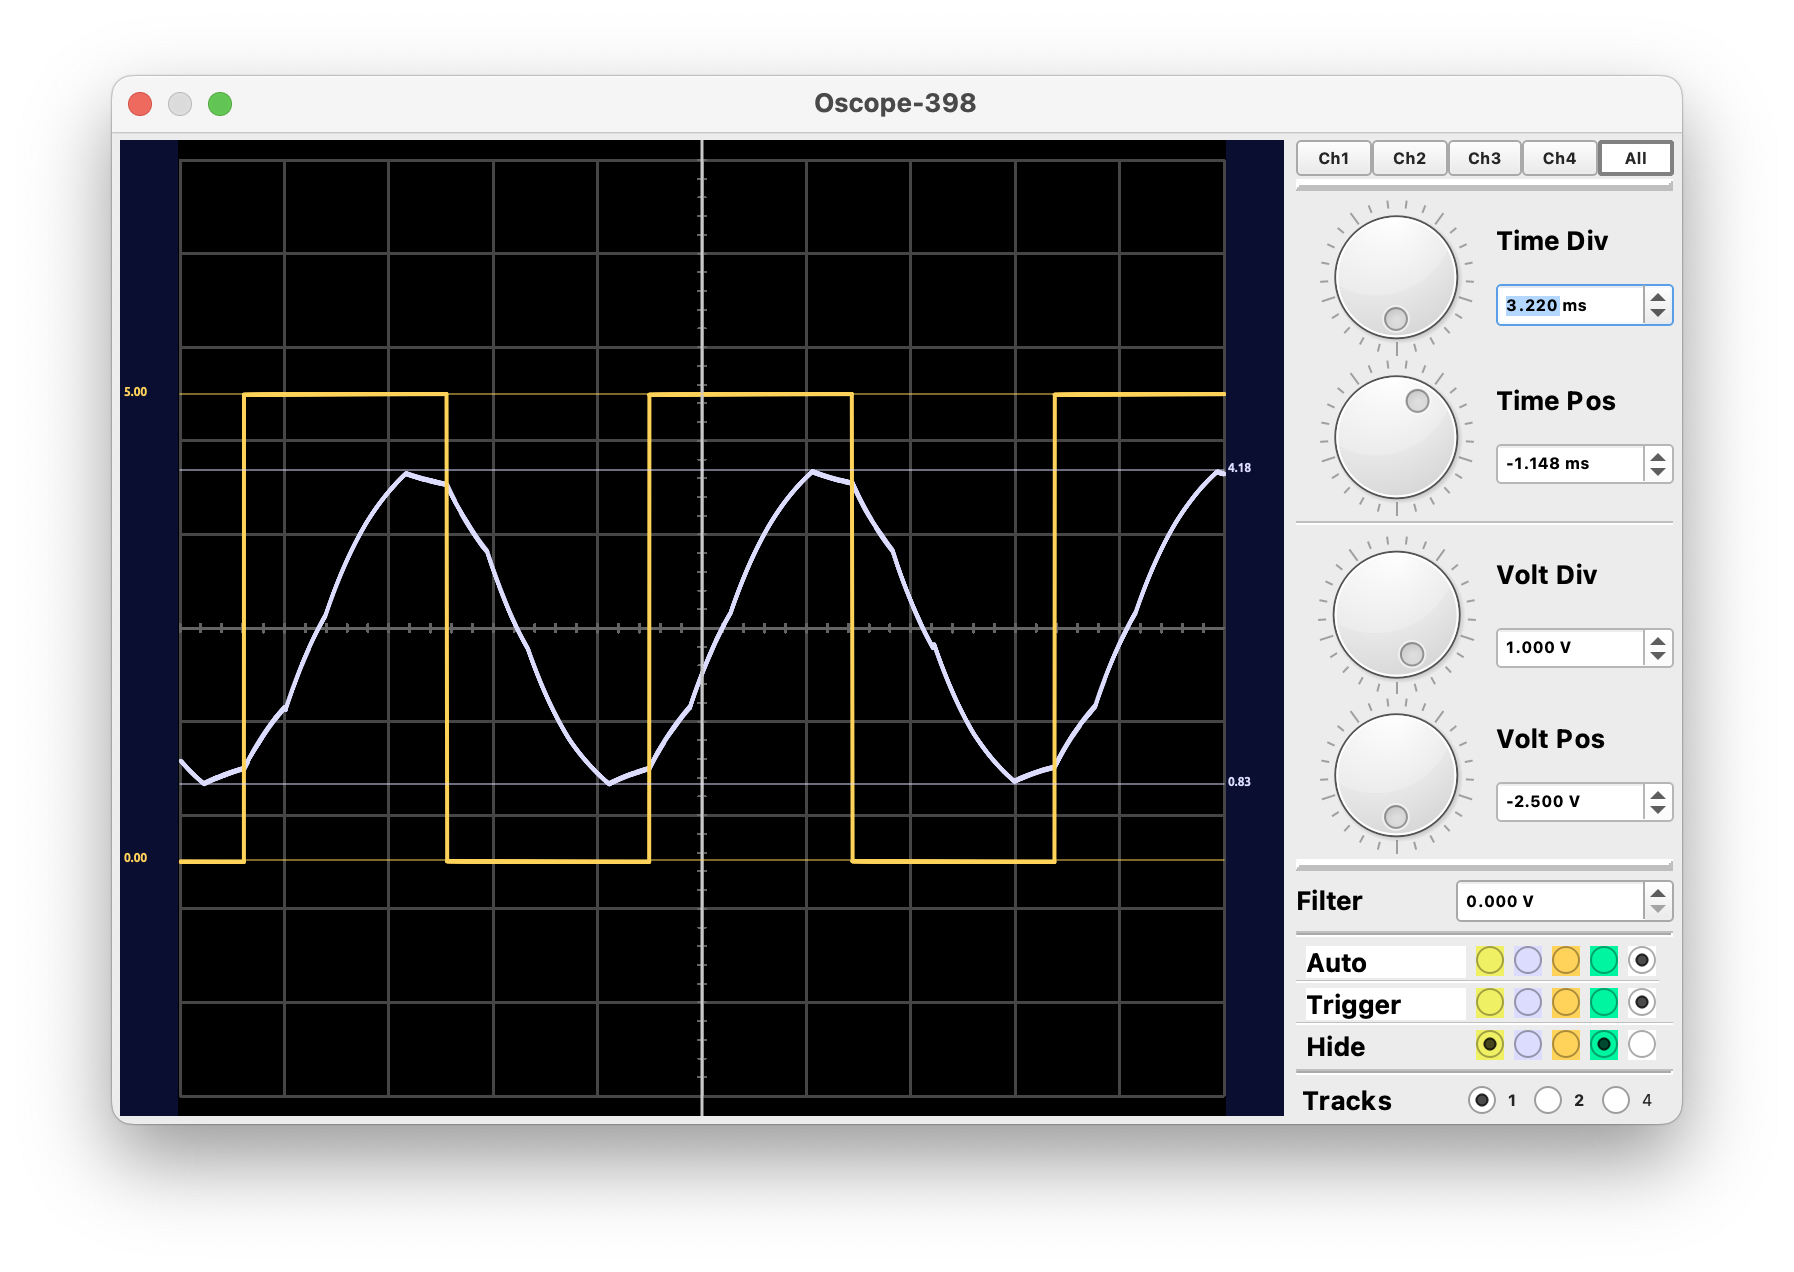 Oscope-398
Ch1 Ch2 Ch3 Ch4 All
Time Div
3.220 ms
5.00
Time Pos
-1.148 ms
4.18
Volt Div
1.000 V
Volt Pos
0.83
-2.500 V
0.00
Filter 0.000 V
Auto
Trigger
Hide
Tracks 1 2 4